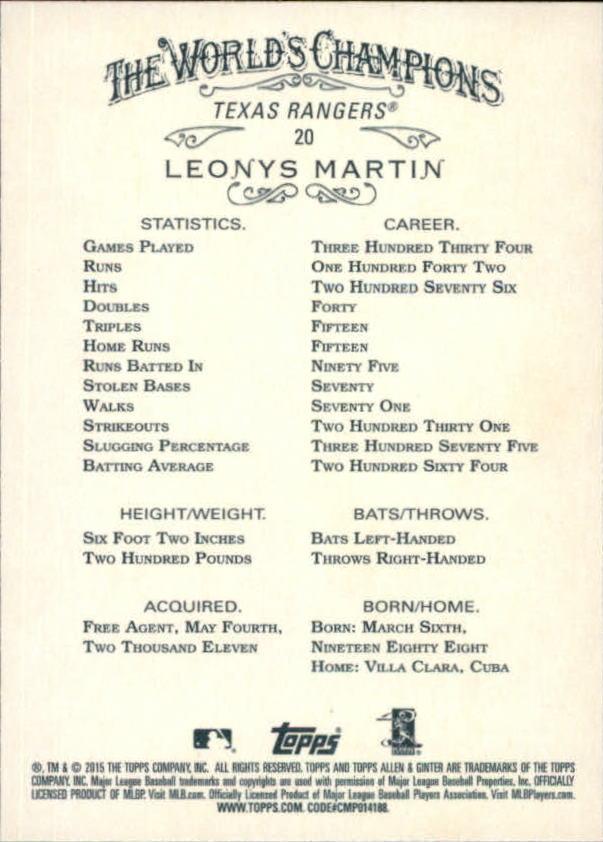 THE WORLD'S CHAMPIONS
TEXAS RANGERS®
20
LEONYS MARTIN
STATISTICS. CAREER.
GAMES PLAYED THREE HUNDRED THIRTY FOUR
RUNS ONE HUNDRED FORTY TWO
HITS TWO HUNDRED SEVENTY SIX
DOUBLES FORTY
TRIPLES FIFTEEN
HOME RUNS FIFTEEN
RUNS BATTED IN NINETY FIVE
STOLEN BASES SEVENTY
WALKS SEVENTY ONE
STRIKEOUTS TWO HUNDRED THIRTY ONE
SLUGGING PERCENTAGE THREE HUNDRED SEVENTY FIVE
BATTING AVERAGE TWO HUNDRED SIXTY FOUR
HEIGHT/WEIGHT. BATS/THROWS.
SIX FOOT TWO INCHES BATS LEFT-HANDED
TWO HUNDRED POUNDS THROWS RIGHT-HANDED
ACQUIRED. BORN/HOME.
FREE AGENT, MAY FOURTH, BORN: MARCH SIXTH,
TWO THOUSAND ELEVEN NINETEEN EIGHTY EIGHT
HOME: VILLA CLARA, CUBA
Topps
®, TM & © 2015 THE TOPPS COMPANY, INC. ALL RIGHTS RESERVED. TOPPS AND TOPPS ALLEN & GINTER ARE TRADEMARKS OF THE TOPPS
COMPANY, INC. Major League Baseball trademarks and copyrights are used with permission of Major League Baseball Properties, Inc. OFFICIALLY
LICENSED PRODUCT OF MLBP. Visit MLB.com. Officially Licensed Product of Major League Baseball Players Association. Visit MLBPlayers.com.
WWW.TOPPS.COM. CODE#CMP014188.